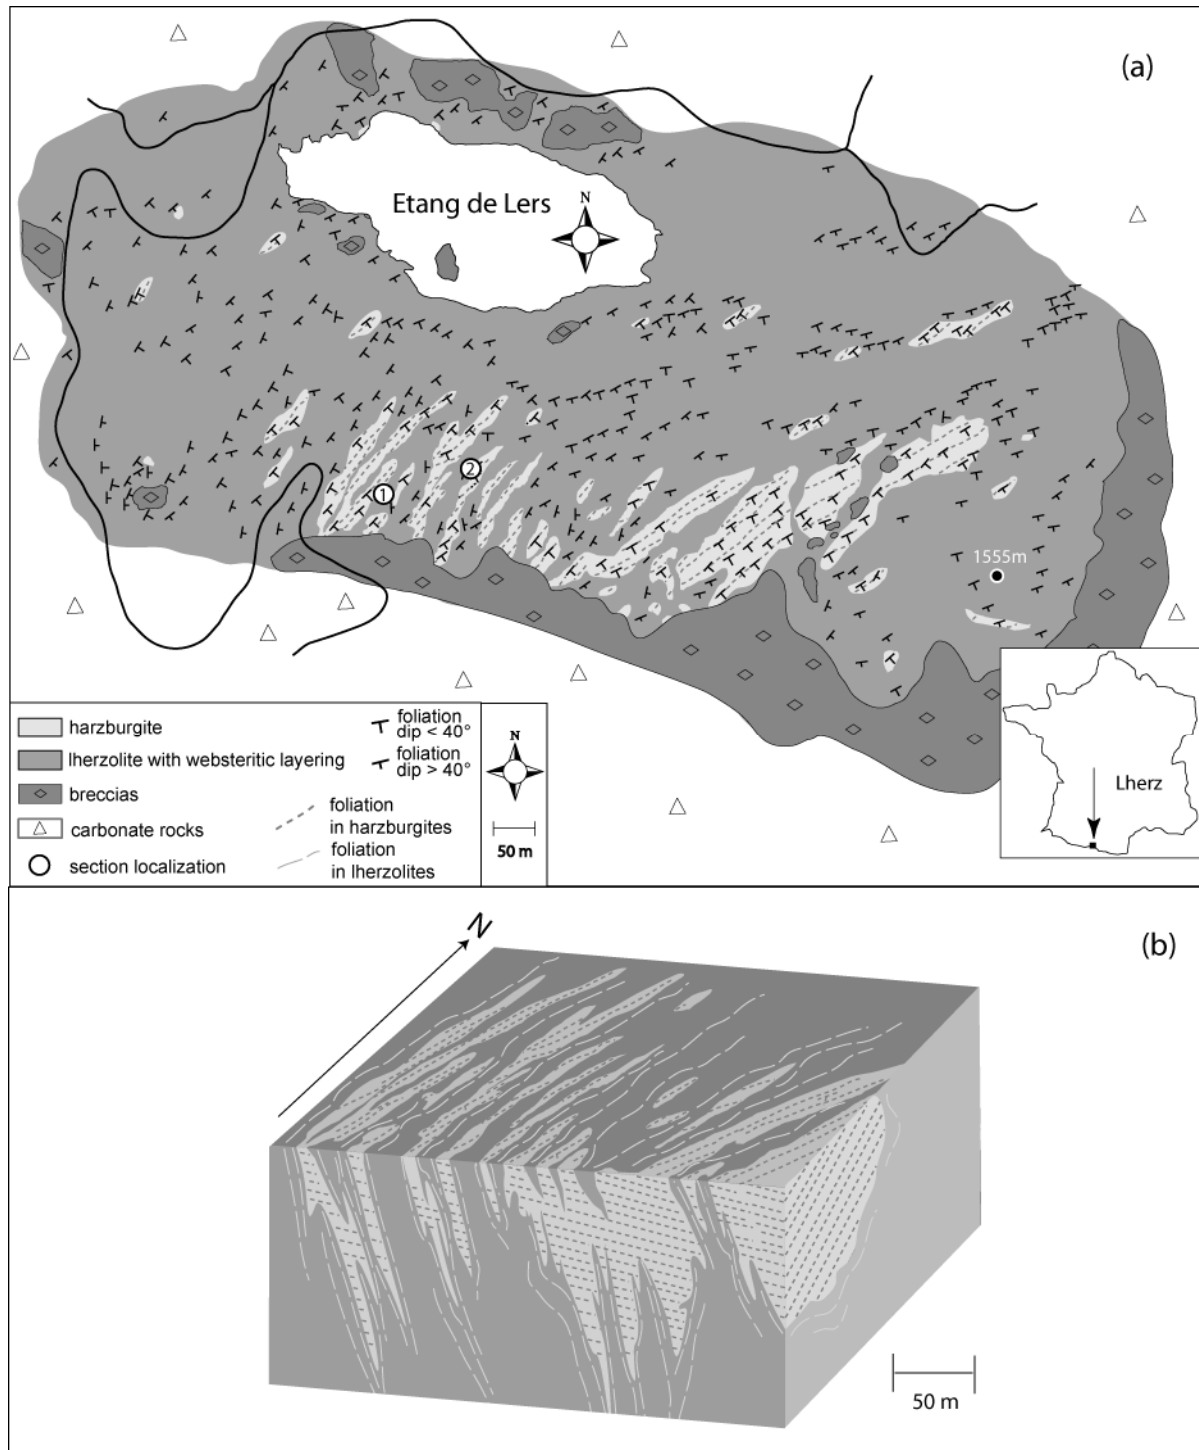 (a)
Etang de Lers
N
2
1
1555m
harzburgite
lherzolite with websteritic layering
breccias
carbonate rocks
section localization
foliation
dip < 40°
foliation
dip > 40°
foliation
in harzburgites
foliation
in lherzolites
N
50 m
Lherz
(b)
N
50 m